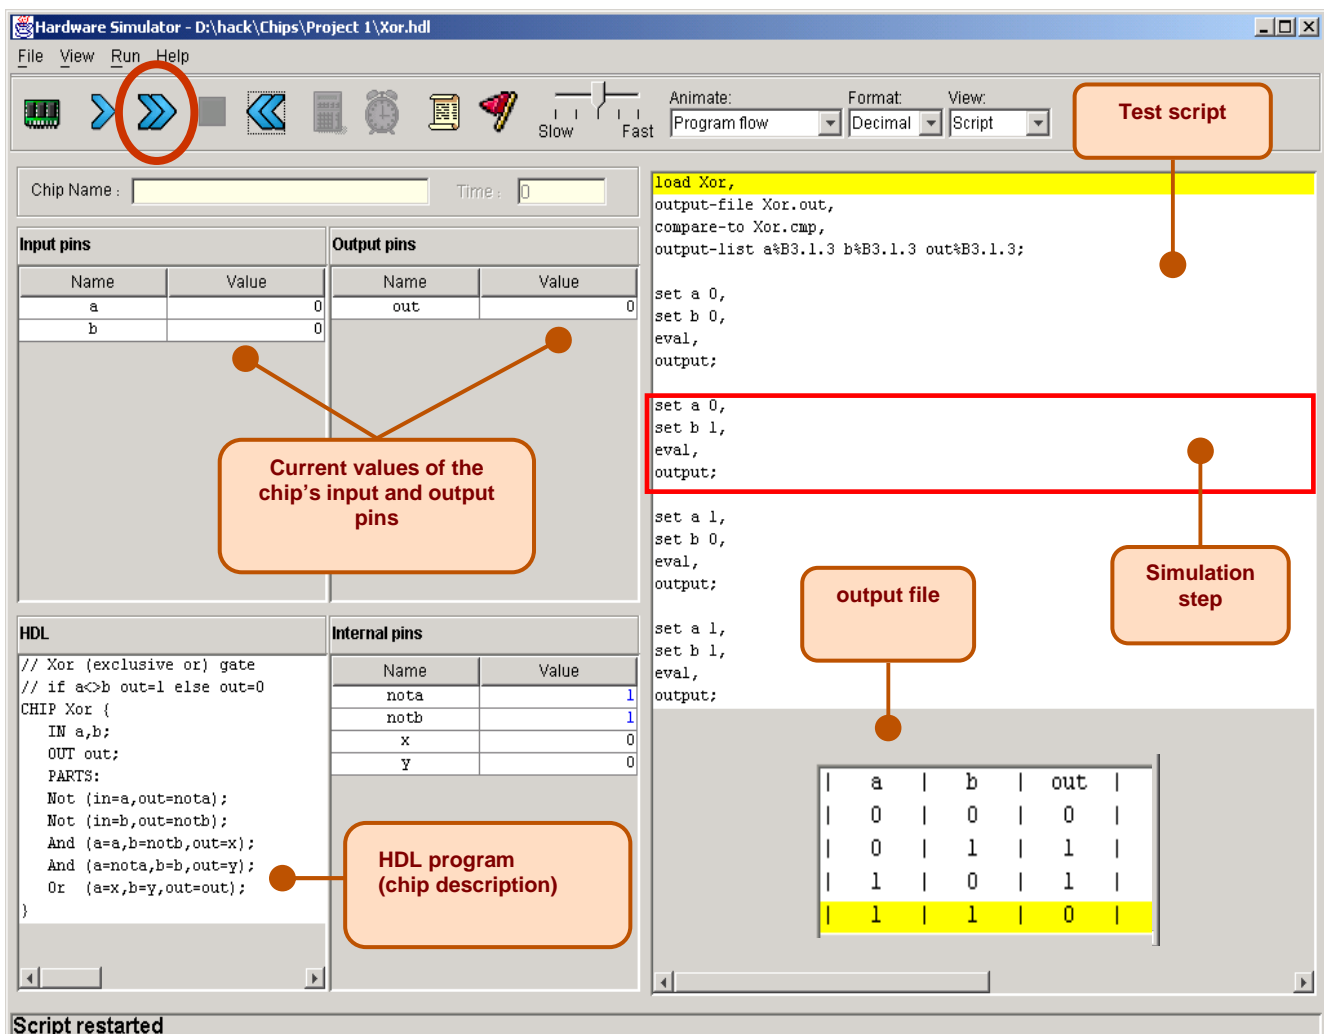 Hardware Simulator - D:\hack\Chips\Project 1\Xor.hdl
File View Run Help
Slow Fast
Animate: Format: View:
Program flow Decimal Script
Test script
Chip Name : Time : 0
Input pins
Name Value
a 0
b 0
Output pins
Name Value
out 0
Current values of the
chip’s input and output
pins
load Xor,
output-file Xor.out,
compare-to Xor.cmp,
output-list a%B3.1.3 b%B3.1.3 out%B3.1.3;
set a 0,
set b 0,
eval,
output;
set a 0,
set b 1,
eval,
output;
set a 1,
set b 0,
eval,
output;
set a 1,
set b 1,
eval,
output;
Simulation
step
output file
HDL
// Xor (exclusive or) gate
// if a<>b out=1 else out=0
CHIP Xor {
IN a,b;
OUT out;
PARTS:
Not (in=a,out=nota);
Not (in=b,out=notb);
And (a=a,b=notb,out=x);
And (a=nota,b=b,out=y);
Or (a=x,b=y,out=out);
}
Internal pins
Name Value
nota 1
notb 1
x 0
y 0
HDL program
(chip description)
| a | b | out |
| 0 | 0 | 0 |
| 0 | 1 | 1 |
| 1 | 0 | 1 |
| 1 | 1 | 0 |
Script restarted